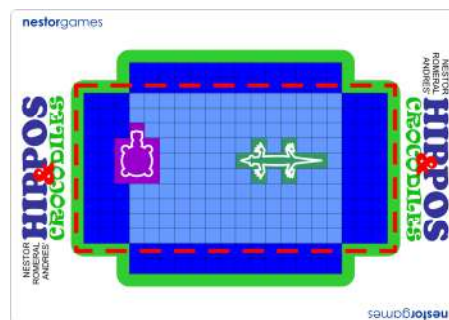 nestorgames
NESTOR
ROMERAL
ANDRES'
HIPPOS
&
CROCODILES
NESTOR
ROMERAL
ANDRES'
HIPPOS
&
CROCODILES
nestorgames